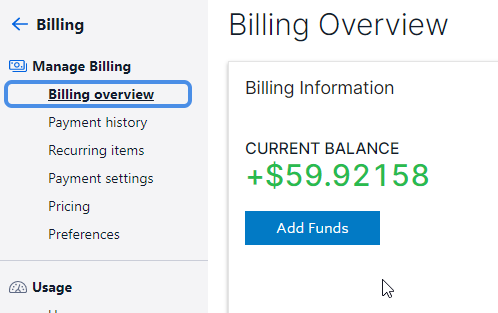 Billing
Manage Billing
Billing overview
Payment history
Recurring items
Payment settings
Pricing
Preferences
Usage
Billing Overview
Billing Information
CURRENT BALANCE
+$59.92158
Add Funds